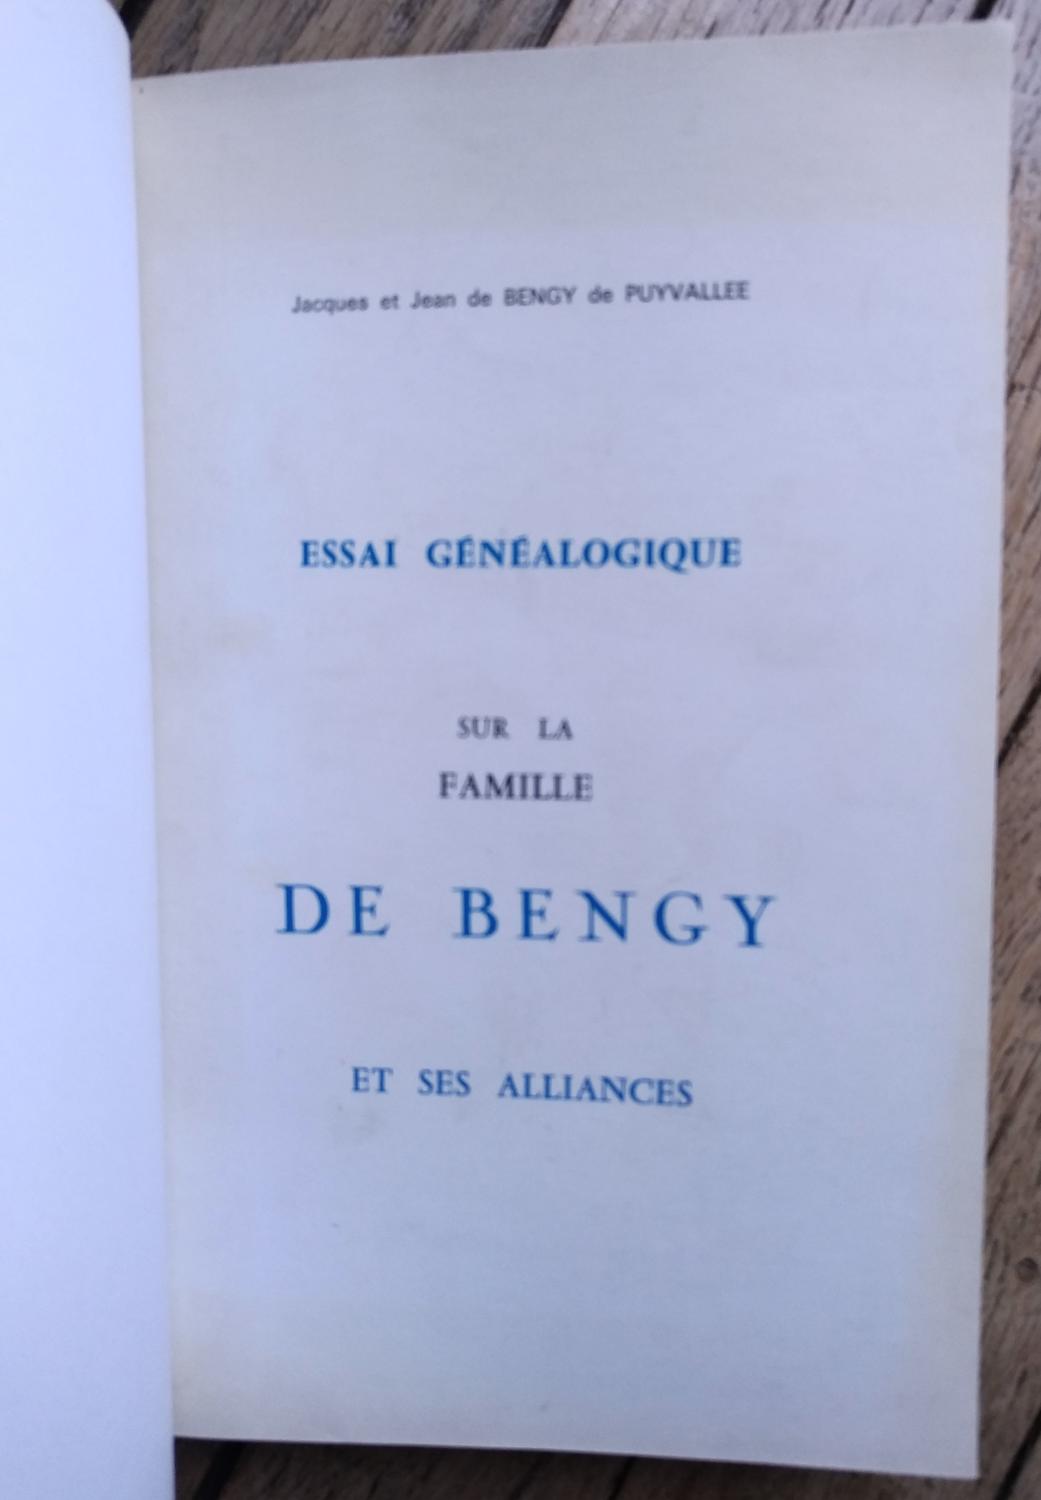 Jacques et Jean de BENGY de PUYVALLEE
ESSAI GÉNÉALOGIQUE
SUR LA
FAMILLE
DE BENGY
ET SES ALLIANCES